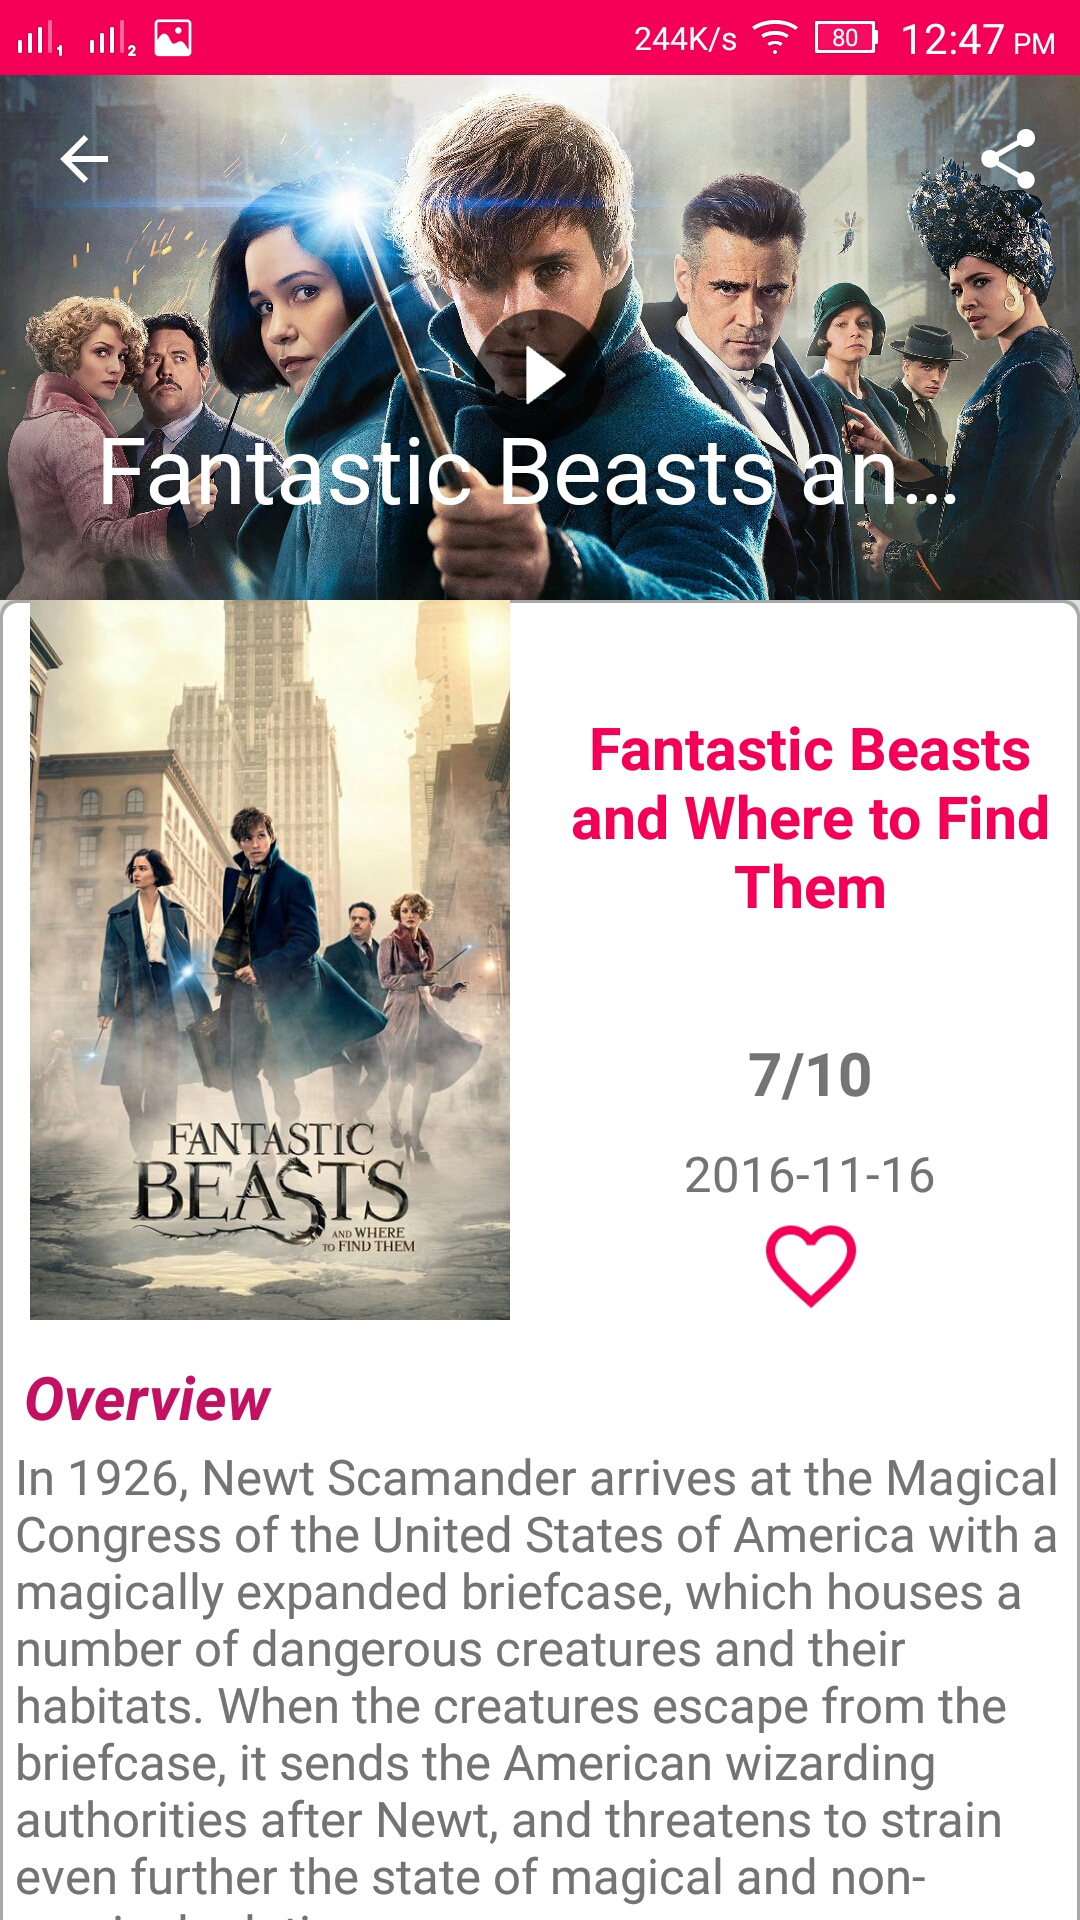 1 2 244K/s 80 12:47 PM
Fantastic Beasts an...
Fantastic Beasts
and Where to Find
Them
FANTASTIC
BEASTS
AND WHERE
TO FIND THEM
7/10
2016-11-16
Overview
In 1926, Newt Scamander arrives at the Magical
Congress of the United States of America with a
magically expanded briefcase, which houses a
number of dangerous creatures and their
habitats. When the creatures escape from the
briefcase, it sends the American wizarding
authorities after Newt, and threatens to strain
even further the state of magical and non-